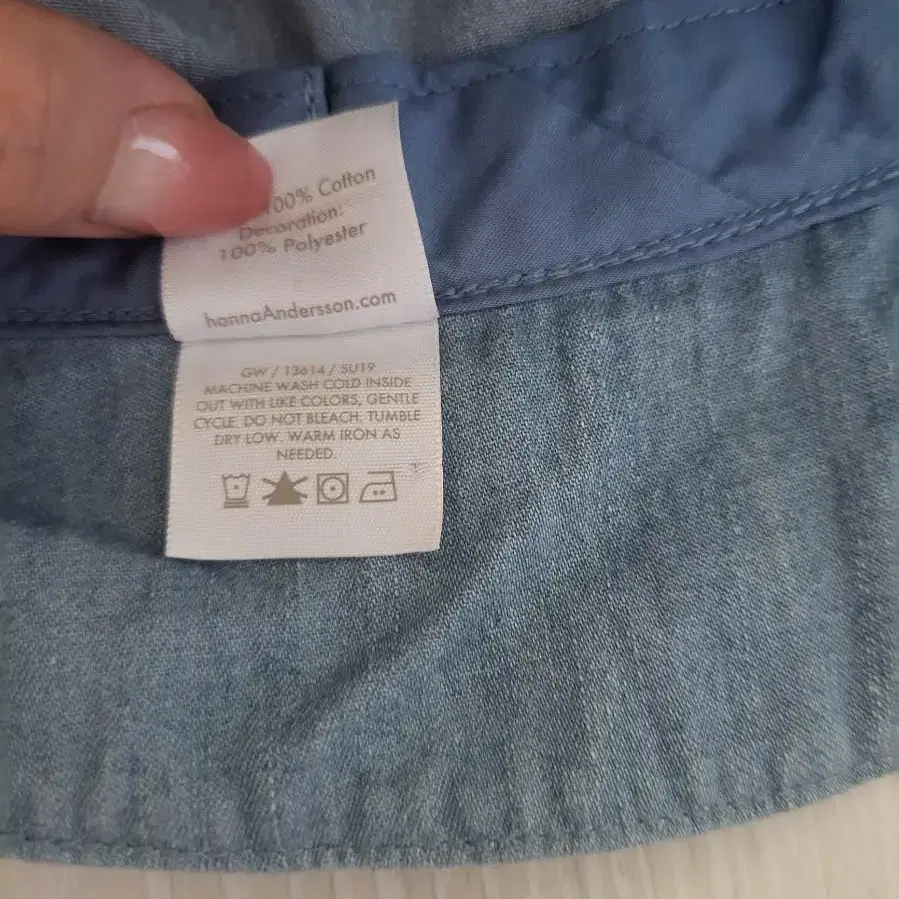 100% Cotton
Decoration:
100% Polyester
hannaAndersson.com
GW / 13614 / SU19
MACHINE WASH COLD INSIDE
OUT WITH LIKE COLORS, GENTLE
CYCLE. DO NOT BLEACH. TUMBLE
DRY LOW. WARM IRON AS
NEEDED.